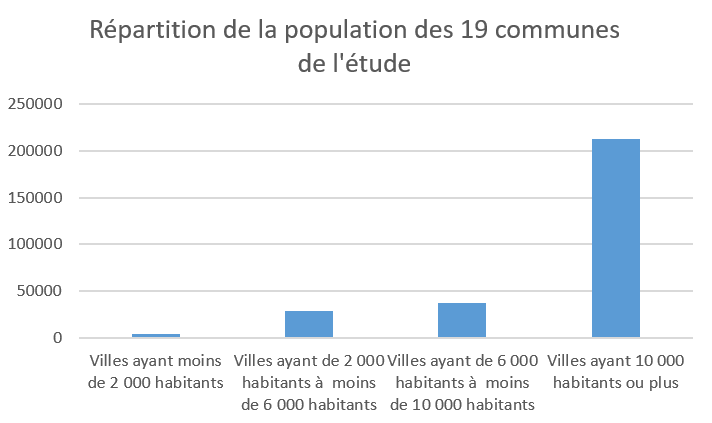 Répartition de la population des 19 communes
de l'étude
250000
200000
150000
100000
50000
0
Villes ayant moins
de 2 000 habitants
Villes ayant de 2 000
habitants à  moins
de 6 000 habitants
Villes ayant de 6 000
habitants à  moins
de 10 000 habitants
Villes ayant 10 000
habitants ou plus